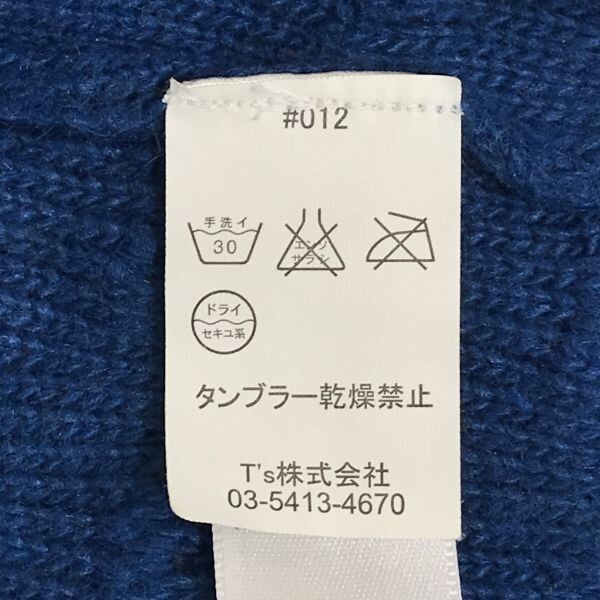 #012
手洗イ
30
エンソ
サラシ
ドライ
セキユ系
タンブラー乾燥禁止
T's株式会社
03-5413-4670